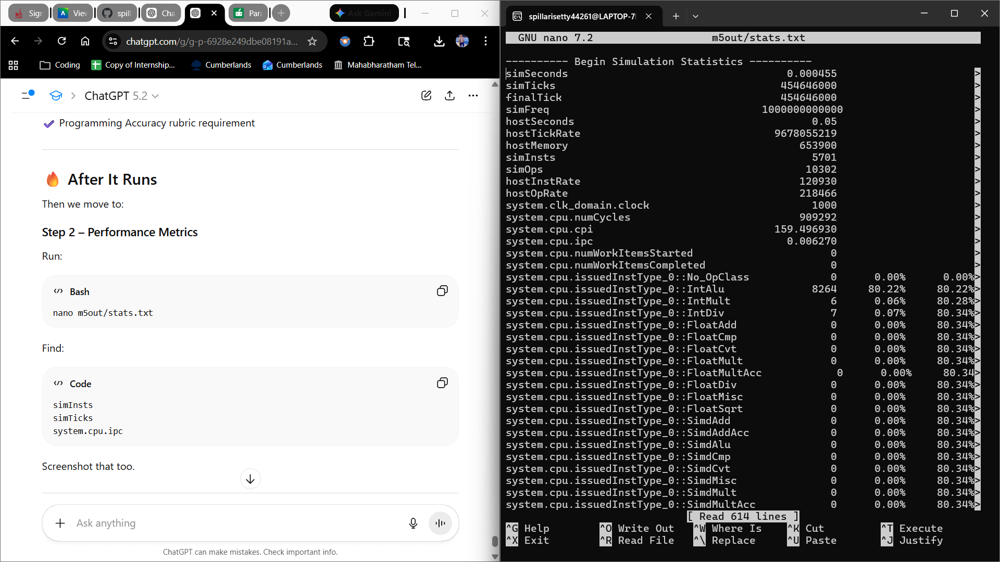 Sign
View
spill
Cha
Para
Ask Gemini
chatgpt.com/g/g-p-6928e249dbe08191a...
Coding
Copy of Internship...
Cumberlands
Cumberlands
Mahabharatham Tel...
ChatGPT 5.2
Programming Accuracy rubric requirement
After It Runs
Then we move to:
Step 2 – Performance Metrics
Run:
Bash
nano m5out/stats.txt
Find:
Code
simInsts
simTicks
system.cpu.ipc
Screenshot that too.
Ask anything
ChatGPT can make mistakes. Check important info.
spillarisetty44261@LAPTOP-7
GNU nano 7.2 m5out/stats.txt
---------- Begin Simulation Statistics ----------
simSeconds 0.000455 >
simTicks 454646000 >
finalTick 454646000 >
simFreq 1000000000000 >
hostSeconds 0.05 >
hostTickRate 9678055219 >
hostMemory 653900 >
simInsts 5701 >
simOps 10302 >
hostInstRate 120930 >
hostOpRate 218466 >
system.clk_domain.clock 1000 >
system.cpu.numCycles 909292 >
system.cpu.cpi 159.496930 >
system.cpu.ipc 0.006270 >
system.cpu.numWorkItemsStarted 0 >
system.cpu.numWorkItemsCompleted 0 >
system.cpu.issuedInstType_0::No_OpClass 0 0.00% 0.00%>
system.cpu.issuedInstType_0::IntAlu 8264 80.22% 80.22%>
system.cpu.issuedInstType_0::IntMult 6 0.06% 80.28%>
system.cpu.issuedInstType_0::IntDiv 7 0.07% 80.34%>
system.cpu.issuedInstType_0::FloatAdd 0 0.00% 80.34%>
system.cpu.issuedInstType_0::FloatCmp 0 0.00% 80.34%>
system.cpu.issuedInstType_0::FloatCvt 0 0.00% 80.34%>
system.cpu.issuedInstType_0::FloatMult 0 0.00% 80.34%>
system.cpu.issuedInstType_0::FloatMultAcc 0 0.00% 80.34>
system.cpu.issuedInstType_0::FloatDiv 0 0.00% 80.34%>
system.cpu.issuedInstType_0::FloatMisc 0 0.00% 80.34%>
system.cpu.issuedInstType_0::FloatSqrt 0 0.00% 80.34%>
system.cpu.issuedInstType_0::SimdAdd 0 0.00% 80.34%>
system.cpu.issuedInstType_0::SimdAddAcc 0 0.00% 80.34%>
system.cpu.issuedInstType_0::SimdAlu 0 0.00% 80.34%>
system.cpu.issuedInstType_0::SimdCmp 0 0.00% 80.34%>
system.cpu.issuedInstType_0::SimdCvt 0 0.00% 80.34%>
system.cpu.issuedInstType_0::SimdMisc 0 0.00% 80.34%>
system.cpu.issuedInstType_0::SimdMult 0 0.00% 80.34%>
system.cpu.issuedInstType_0::SimdMultAcc 0 0.00% 80.34%>
[ Read 614 lines ]
^G Help ^O Write Out ^W Where Is ^K Cut ^T Execute
^X Exit ^R Read File ^\ Replace ^U Paste ^J Justify